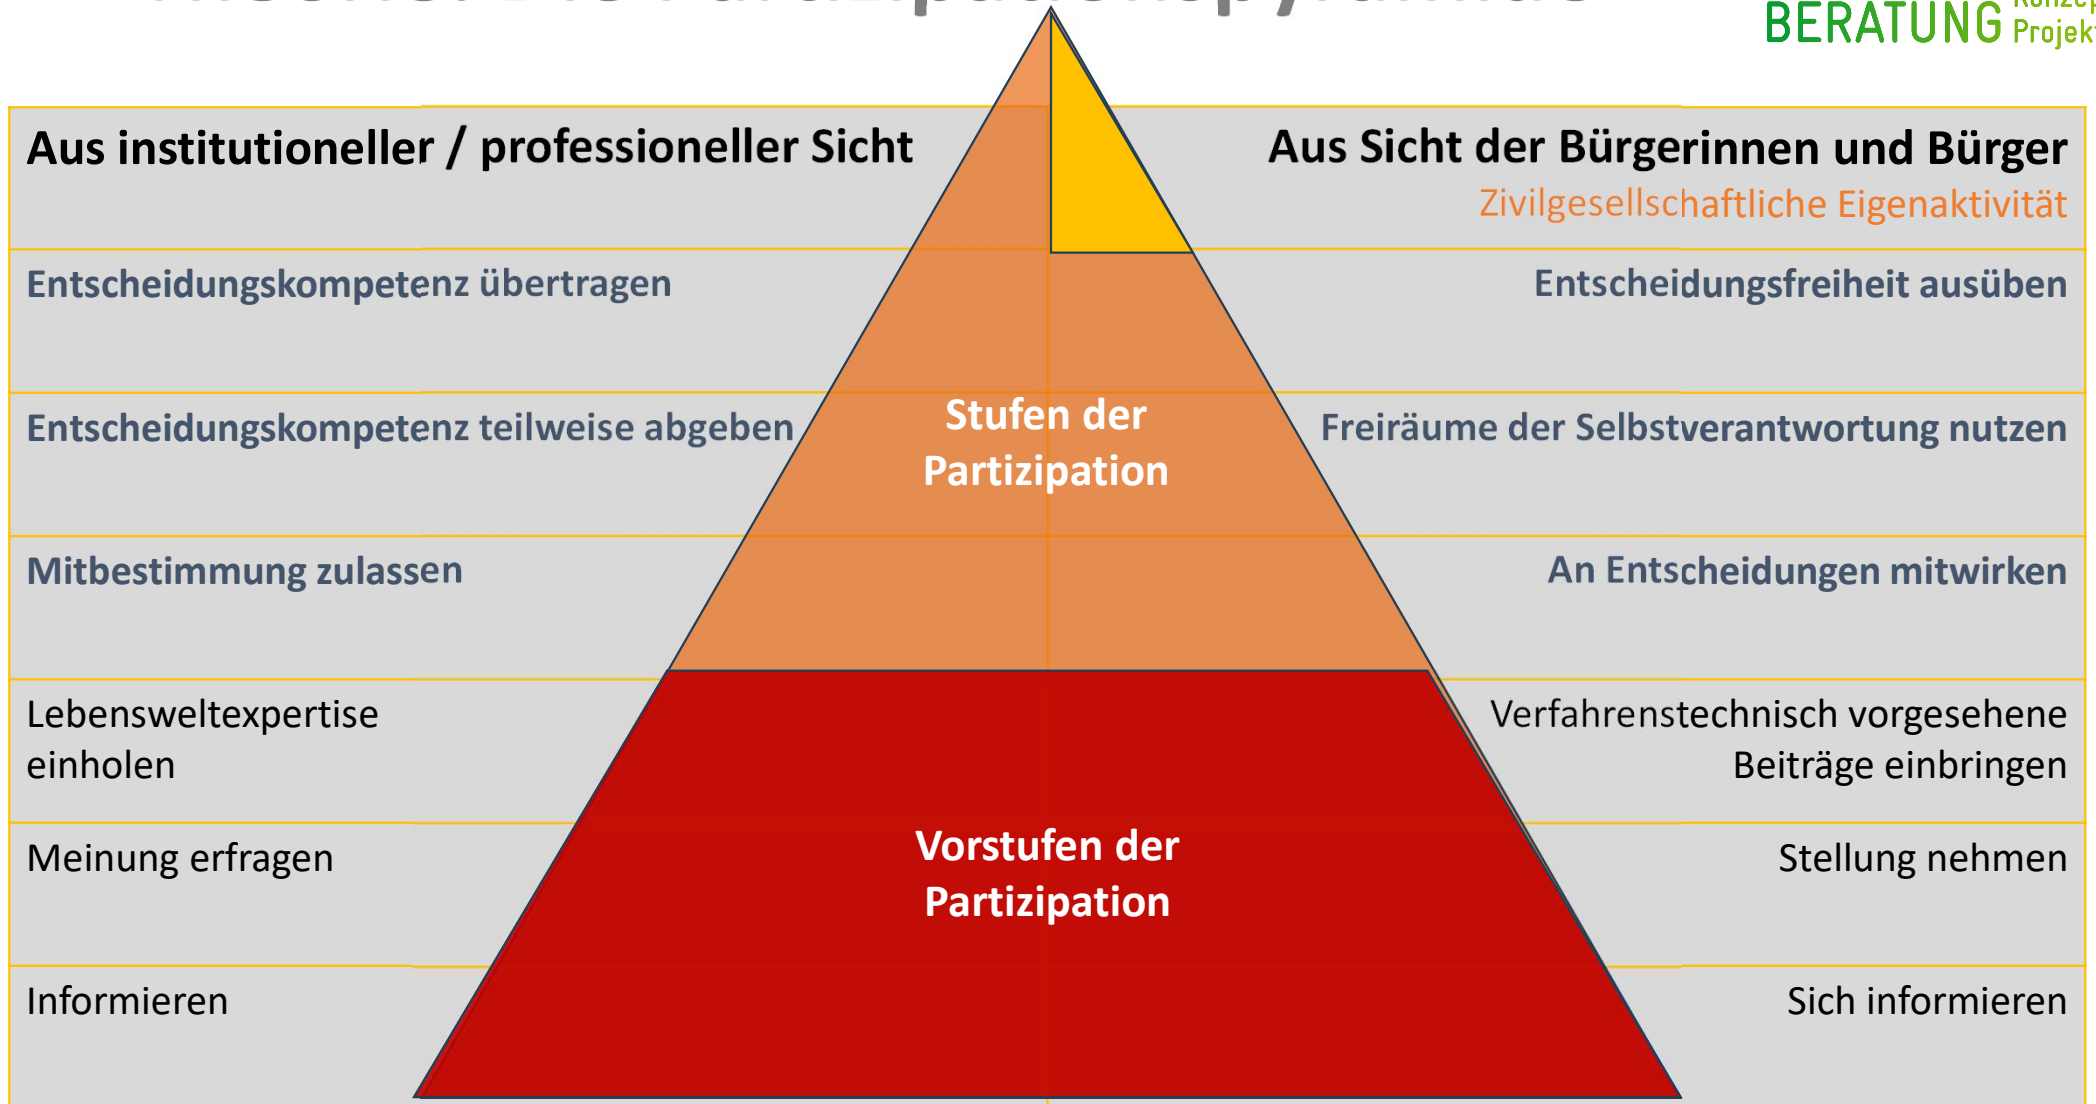 BERATUNG
Projek
Aus institutioneller / professioneller Sicht
Aus Sicht der Bürgerinnen und Bürger
Zivilgesellschaftliche Eigenaktivität
Entscheidungskompetenz übertragen
Entscheidungsfreiheit ausüben
Entscheidungskompetenz teilweise abgeben
Stufen der
Partizipation
Freiräume der Selbstverantwortung nutzen
Mitbestimmung zulassen
An Entscheidungen mitwirken
Lebensweltexpertise
einholen
Verfahrenstechnisch vorgesehene
Beiträge einbringen
Meinung erfragen
Vorstufen der
Partizipation
Stellung nehmen
Informieren
Sich informieren